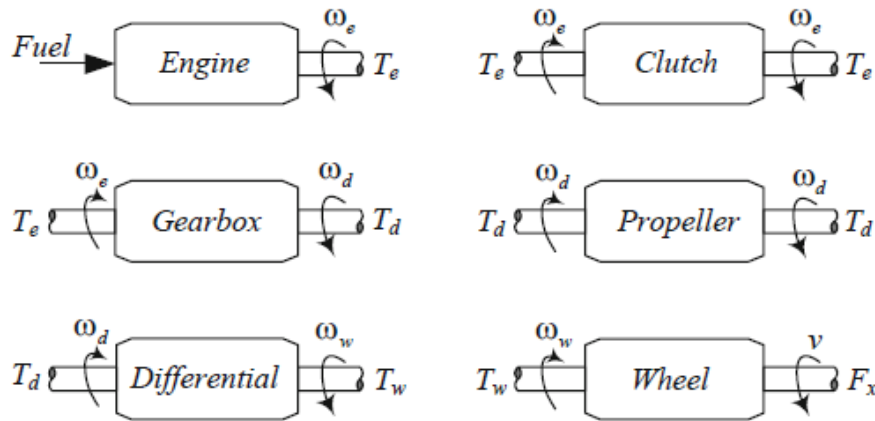 Fuel ω_e
Engine T_e
ω_e ω_e
T_e Clutch T_e
ω_e ω_d
T_e Gearbox T_d
ω_d ω_d
T_d Propeller T_d
ω_d ω_w
T_d Differential T_w
ω_w v
T_w Wheel F_x